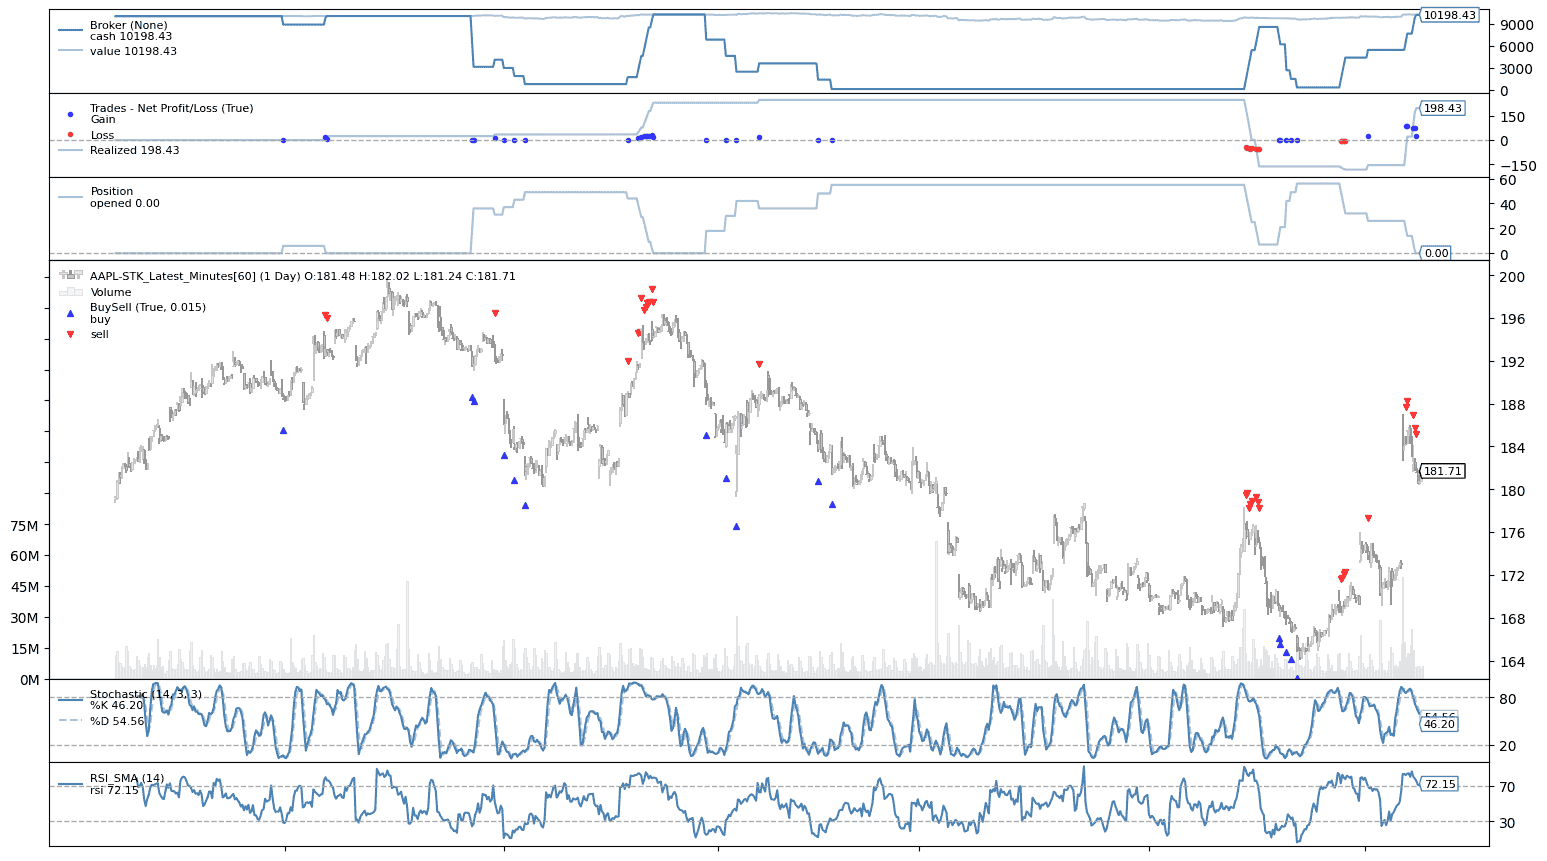 Broker (None)
cash 10198.43
value 10198.43
10198.43
9000
6000
3000
0
Trades - Net Profit/Loss (True)
Gain
Loss
Realized 198.43
198.43
150
0
−150
Position
opened 0.00
60
40
20
0
0.00
AAPL-STK_Latest_Minutes[60] (1 Day) O:181.48 H:182.02 L:181.24 C:181.71
Volume
BuySell (True, 0.015)
buy
sell
200
196
192
188
184
181.71
180
176
172
168
164
75M
60M
45M
30M
15M
0M
Stochastic (14, 3, 3)
%K 46.20
%D 54.56
80
54.56
46.20
20
RSI_SMA (14)
rsi 72.15
72.15
70
30